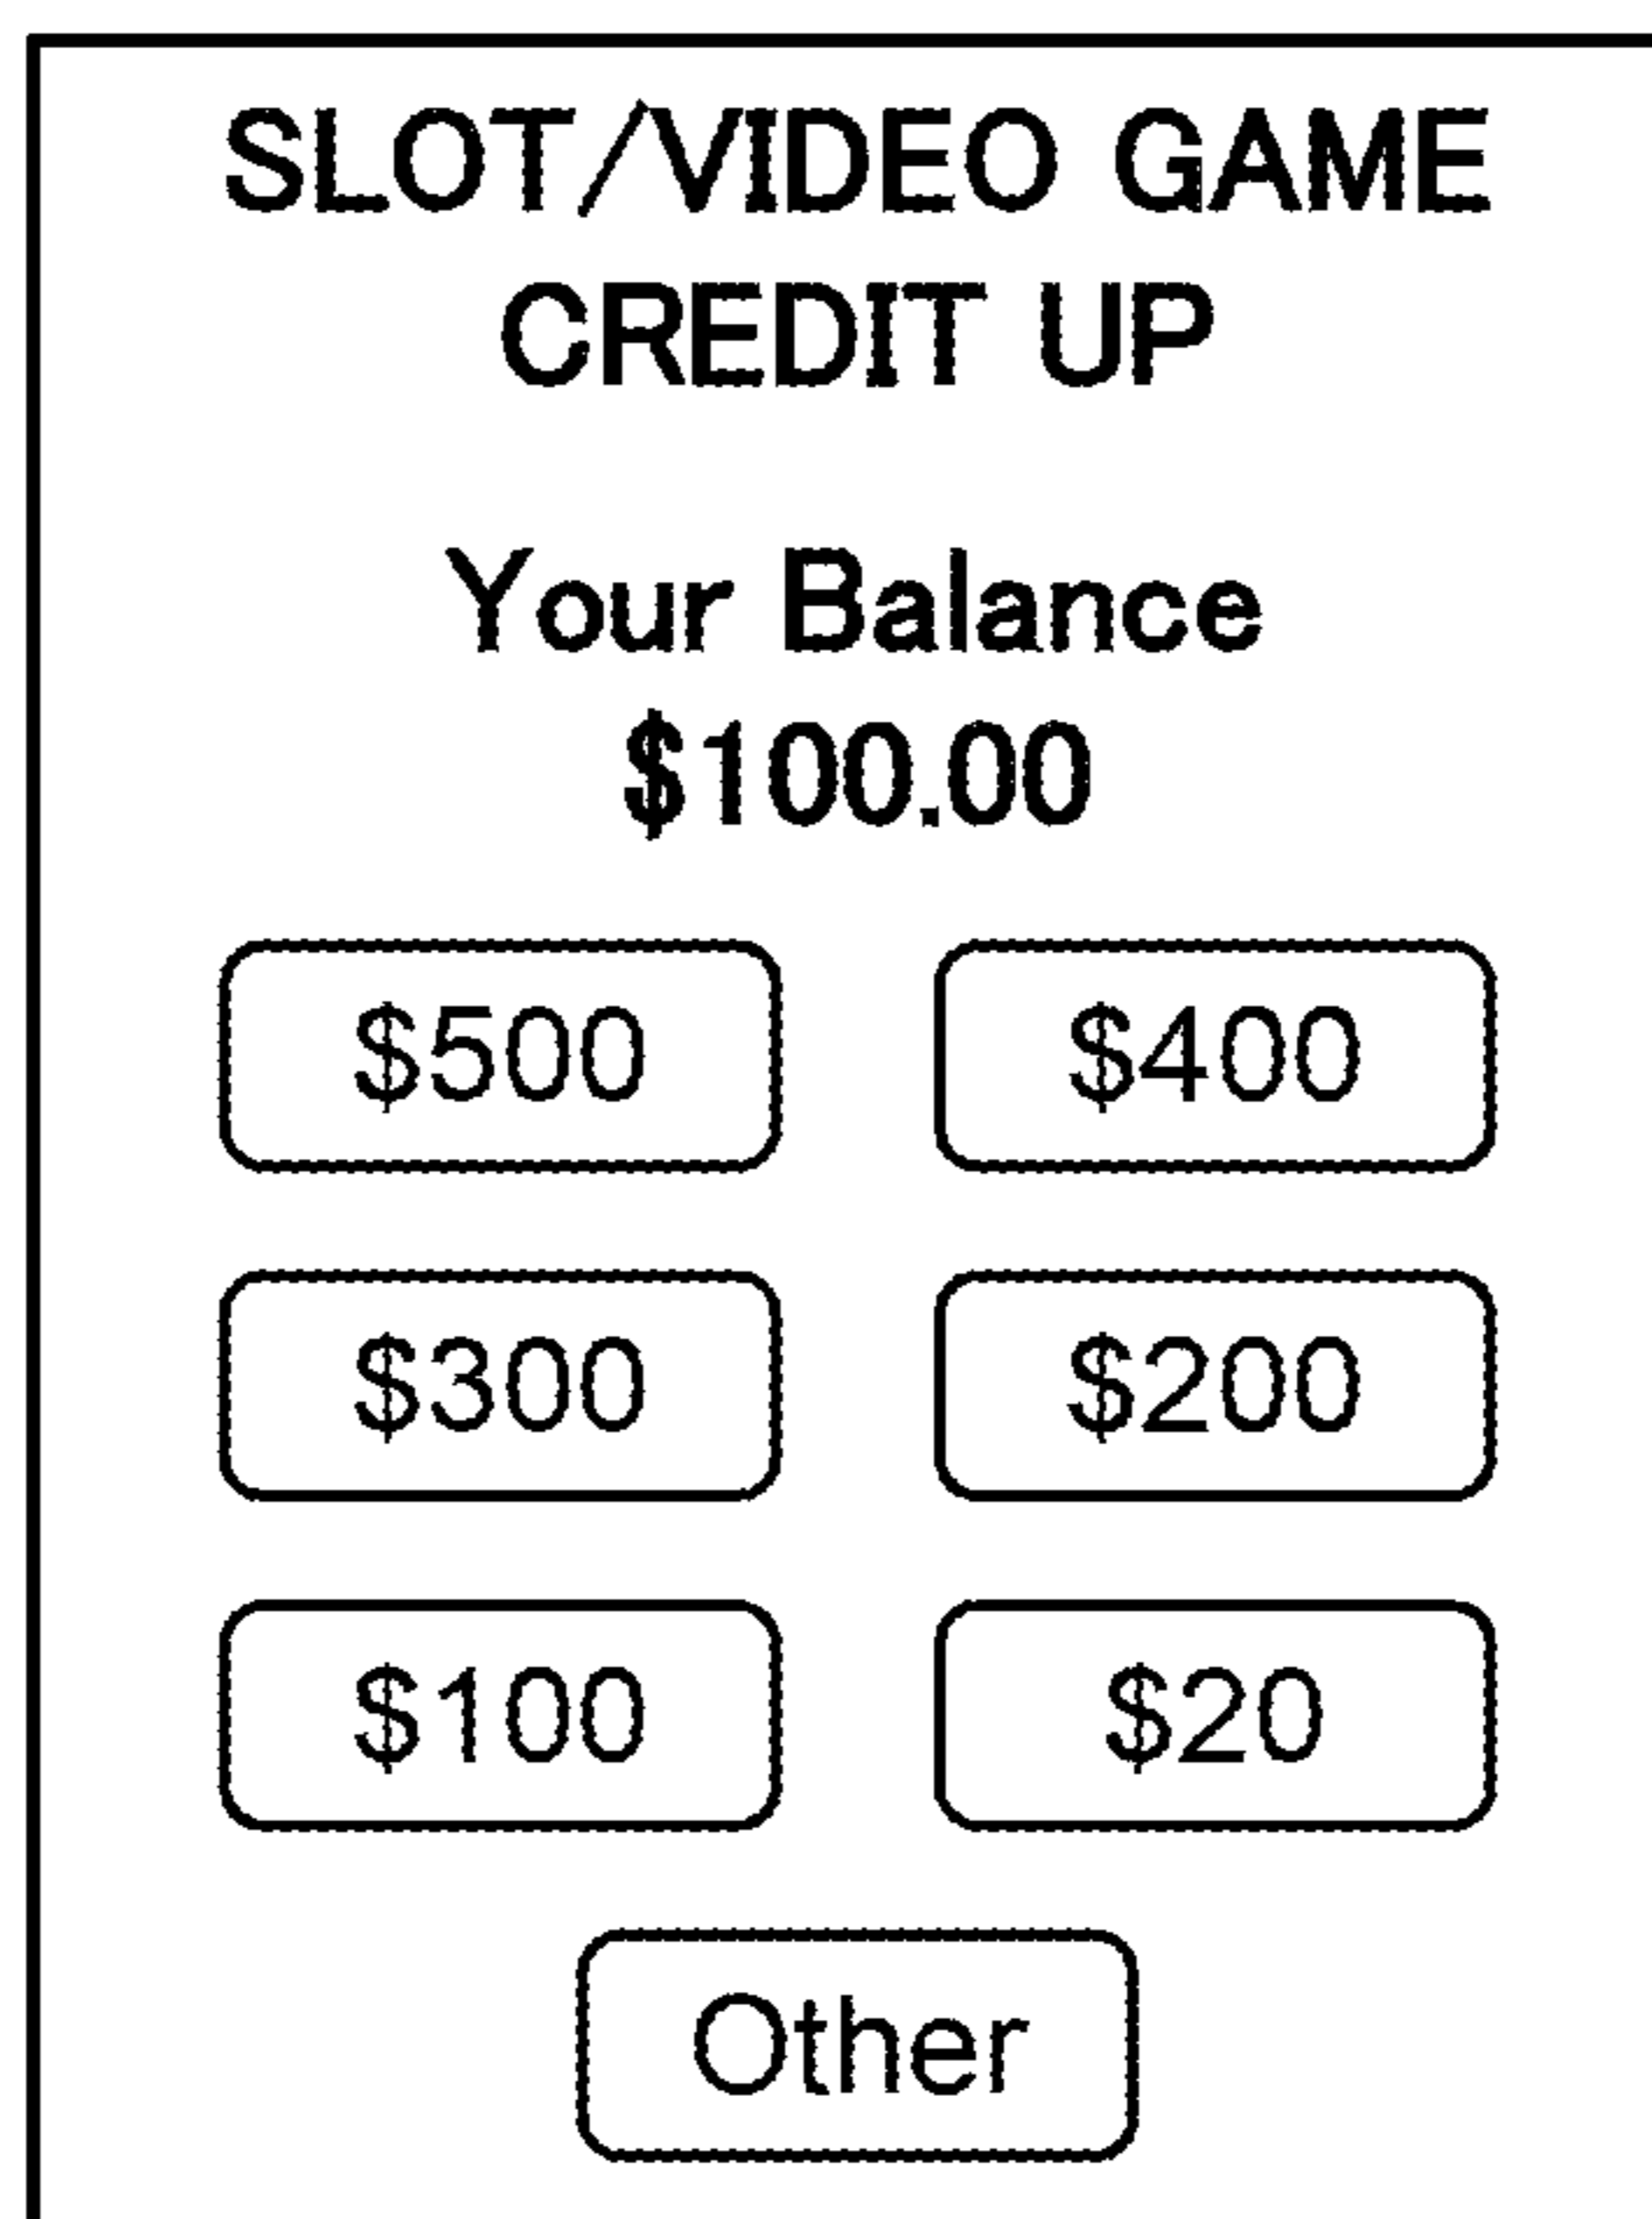 SLOT/VIDEO GAME
CREDIT UP
Your Balance
$100.00
$500 $400
$300 $200
$100 $20
Other